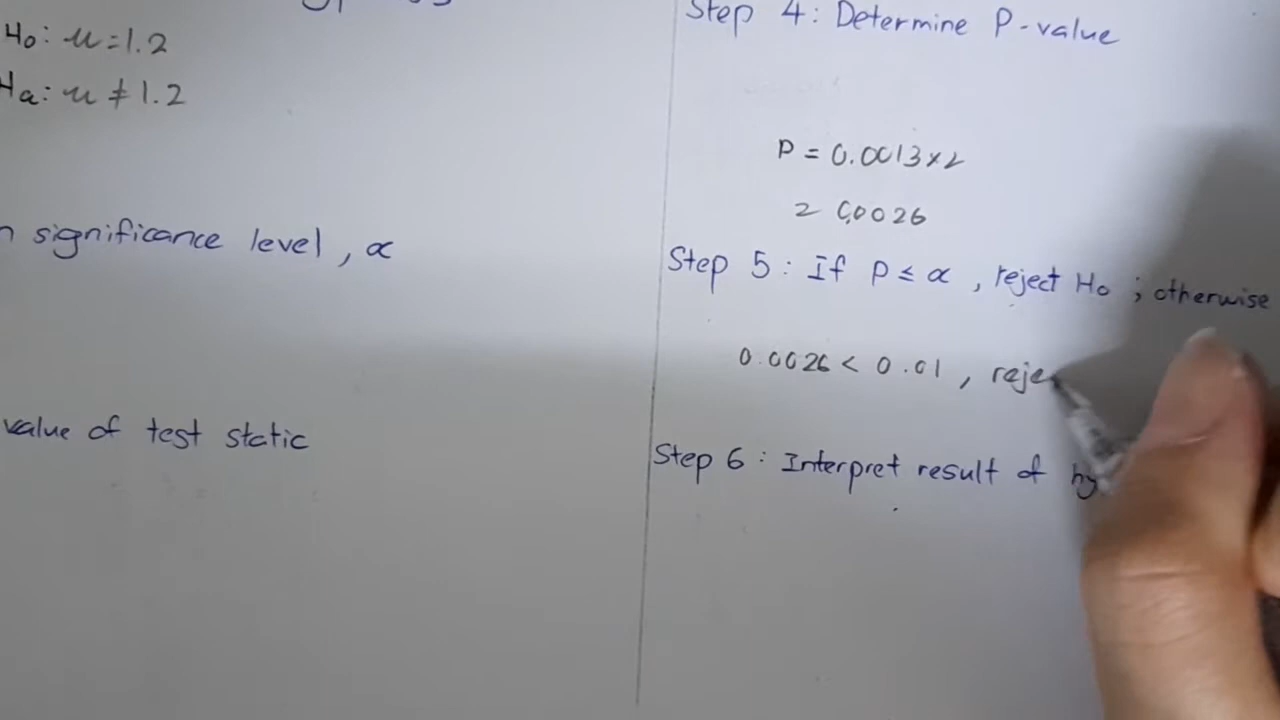 H₀: μ = 1.2
Hₐ: μ ≠ 1.2
significance level, α
value of test static
Step 4: Determine P-value
P = 0.0013 × 2
= 0.0026
Step 5: If P ≤ α, reject H₀; otherwise
0.0026 < 0.01, rejec
Step 6: Interpret result of hy